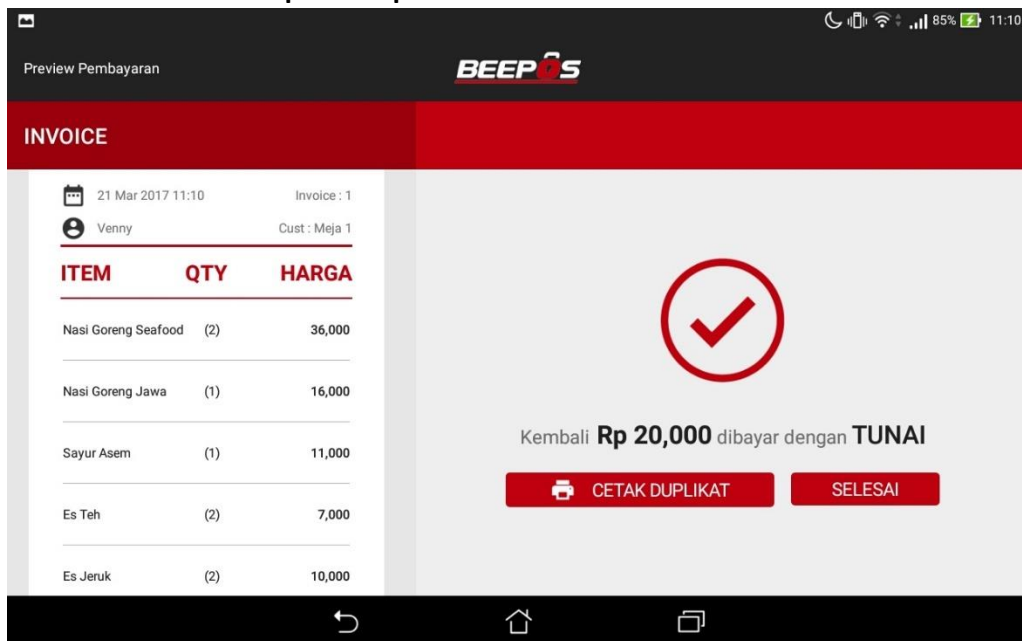 85% 11:10
Preview Pembayaran
BEEPOS
INVOICE
21 Mar 2017 11:10 Invoice : 1
Venny Cust : Meja 1
ITEM QTY HARGA
Nasi Goreng Seafood (2) 36,000
Nasi Goreng Jawa (1) 16,000
Sayur Asem (1) 11,000
Es Teh (2) 7,000
Es Jeruk (2) 10,000
Kembali Rp 20,000 dibayar dengan TUNAI
CETAK DUPLIKAT SELESAI